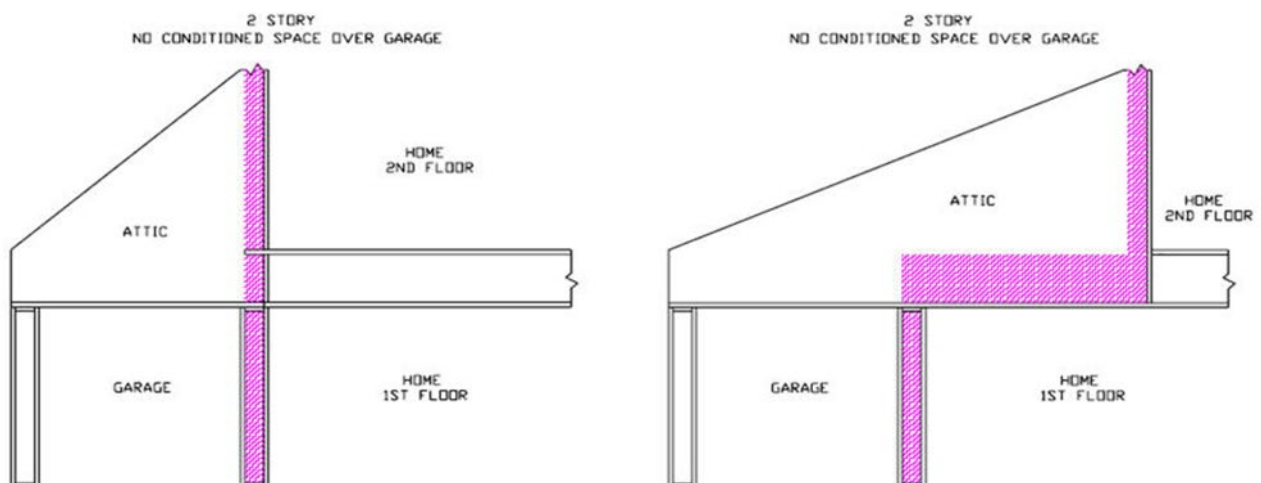 2 STORY
NO CONDITIONED SPACE OVER GARAGE
HOME
2ND FLOOR
ATTIC
GARAGE
HOME
1ST FLOOR
2 STORY
NO CONDITIONED SPACE OVER GARAGE
ATTIC
HOME
2ND FLOOR
GARAGE
HOME
1ST FLOOR